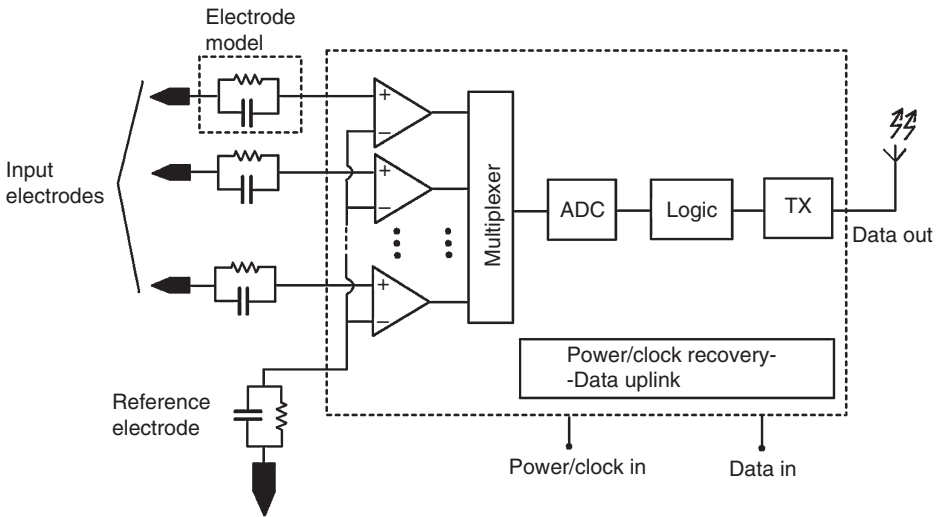 Electrode
model
Input
electrodes
+
−
+
−
+
−
Multiplexer
ADC
Logic
TX
Data out
Power/clock recovery-
-Data uplink
Reference
electrode
Power/clock in
Data in